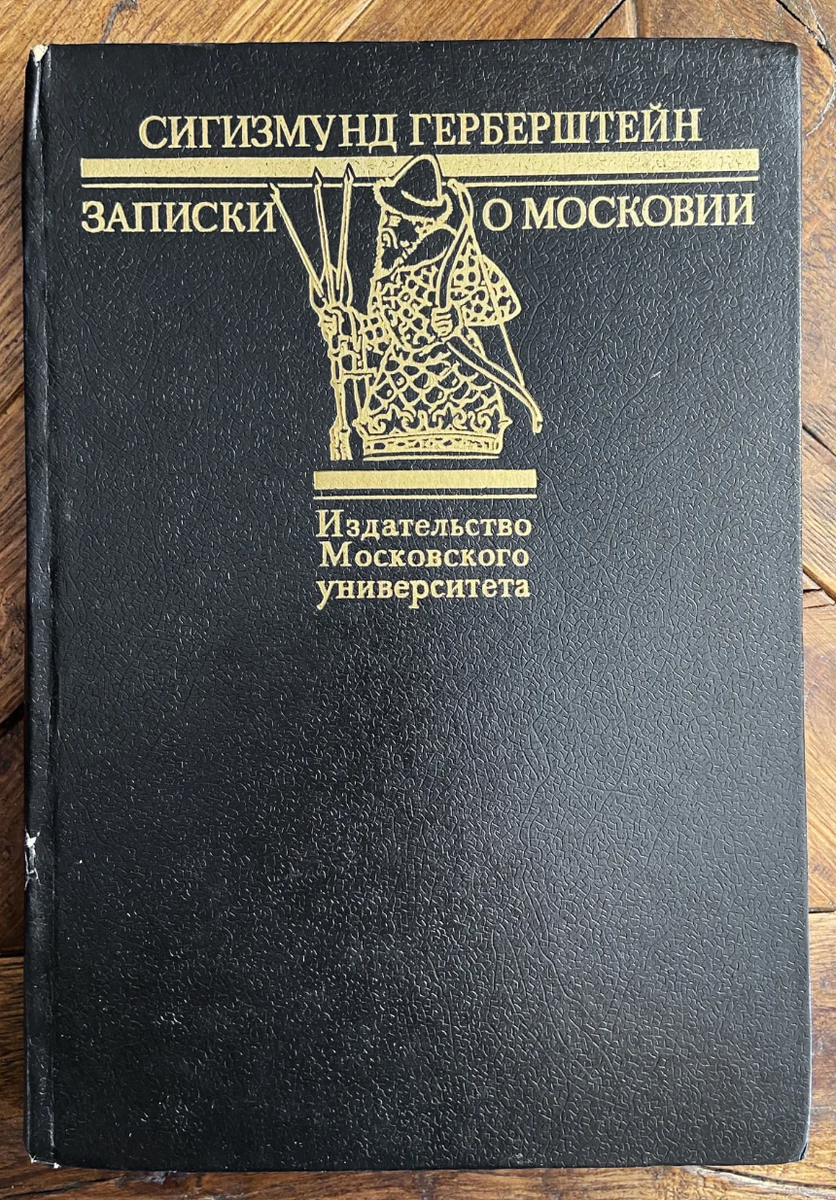 СИГИЗМУНД ГЕРБЕРШТЕЙН
ЗАПИСКИ О МОСКОВИИ
Издательство
Московского
университета